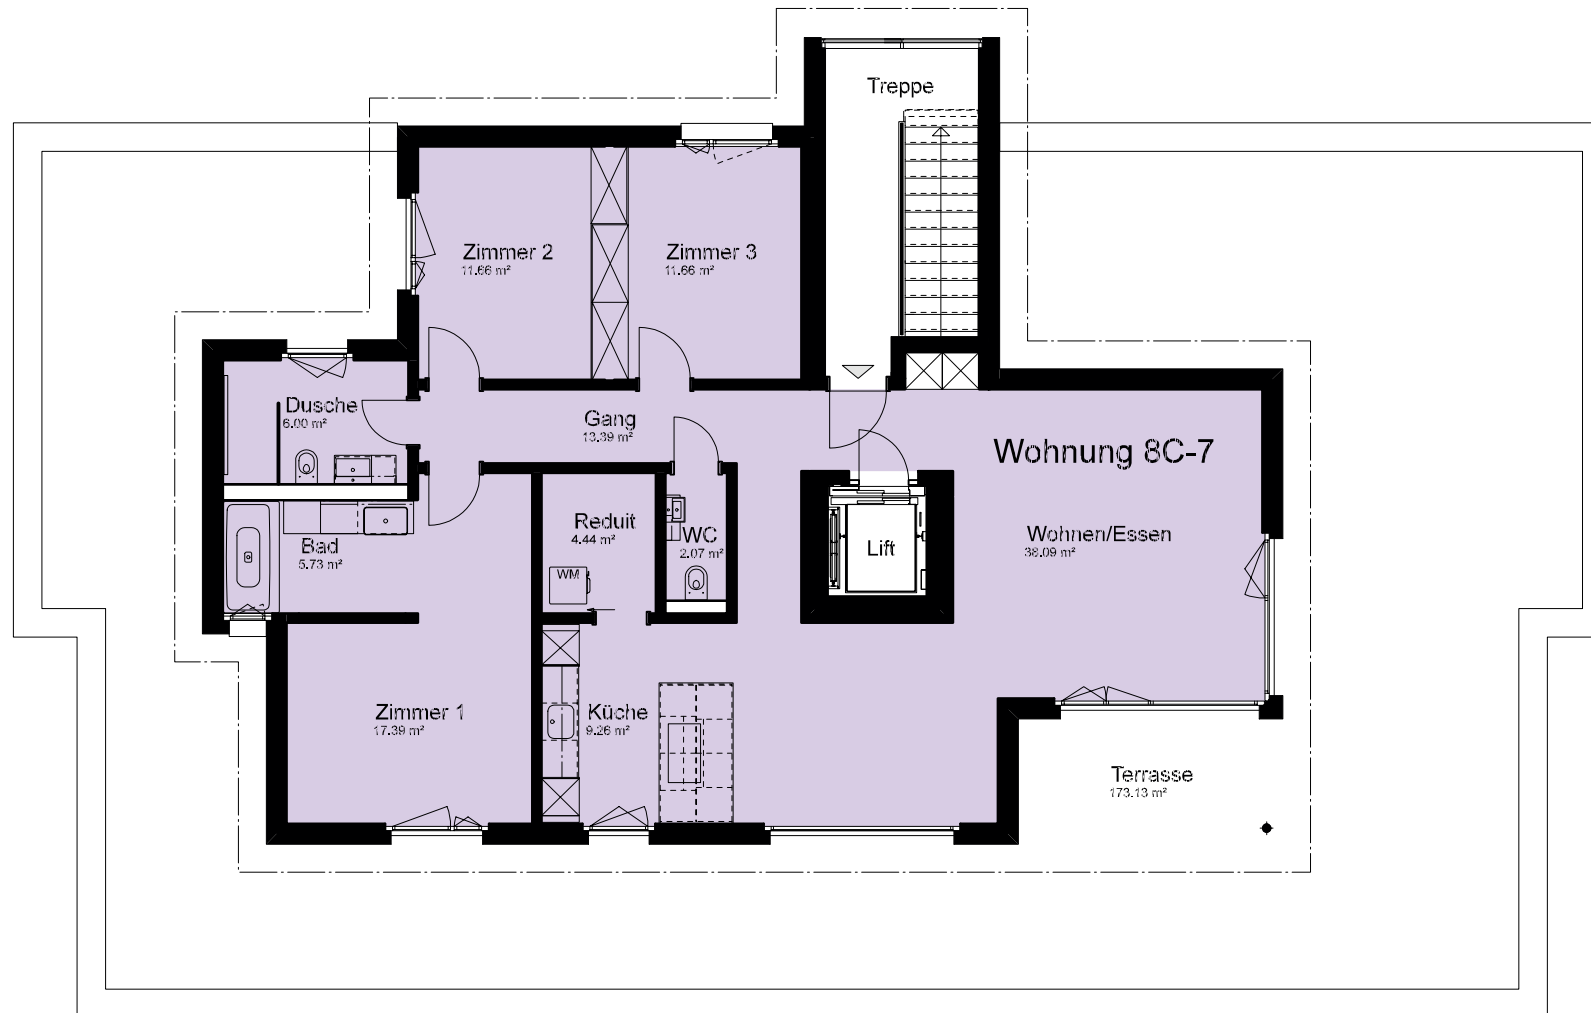 Treppe
Zimmer 2
11.66 m²
Zimmer 3
11.66 m²
Dusche
6.00 m²
Gang
13.39 m²
Wohnung 8C-7
Reduit
4.44 m²
WC
2.07 m²
Wohnen/Essen
38.09 m²
Lift
Bad
5.73 m²
WM
Zimmer 1
17.39 m²
Küche
9.26 m²
Terrasse
173.13 m²